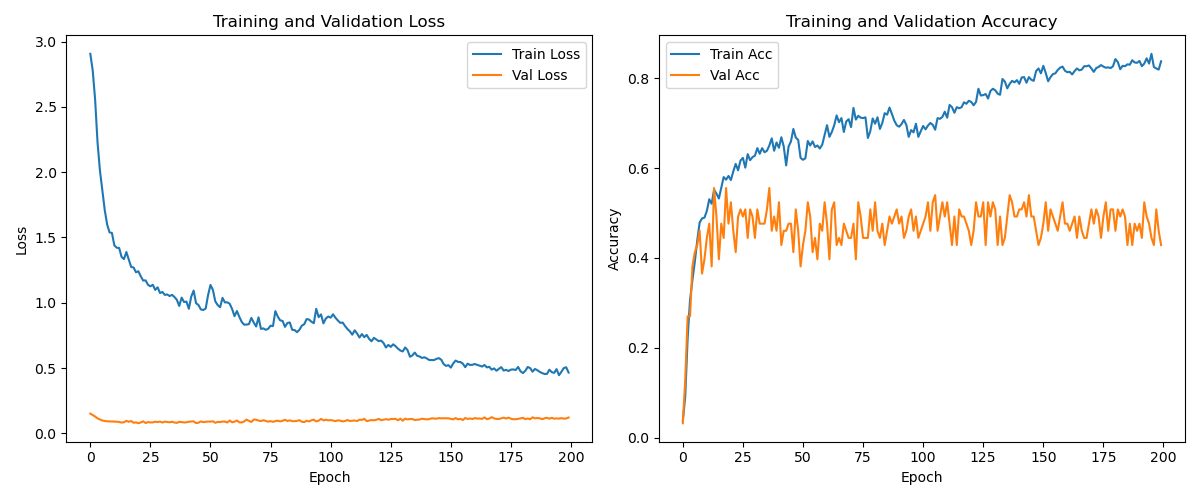 Training and Validation Loss
3.0
2.5
2.0
1.5
1.0
0.5
0.0
Loss
Train Loss
Val Loss
0 25 50 75 100 125 150 175 200
Epoch
Training and Validation Accuracy
0.8
0.6
0.4
0.2
0.0
Accuracy
Train Acc
Val Acc
0 25 50 75 100 125 150 175 200
Epoch